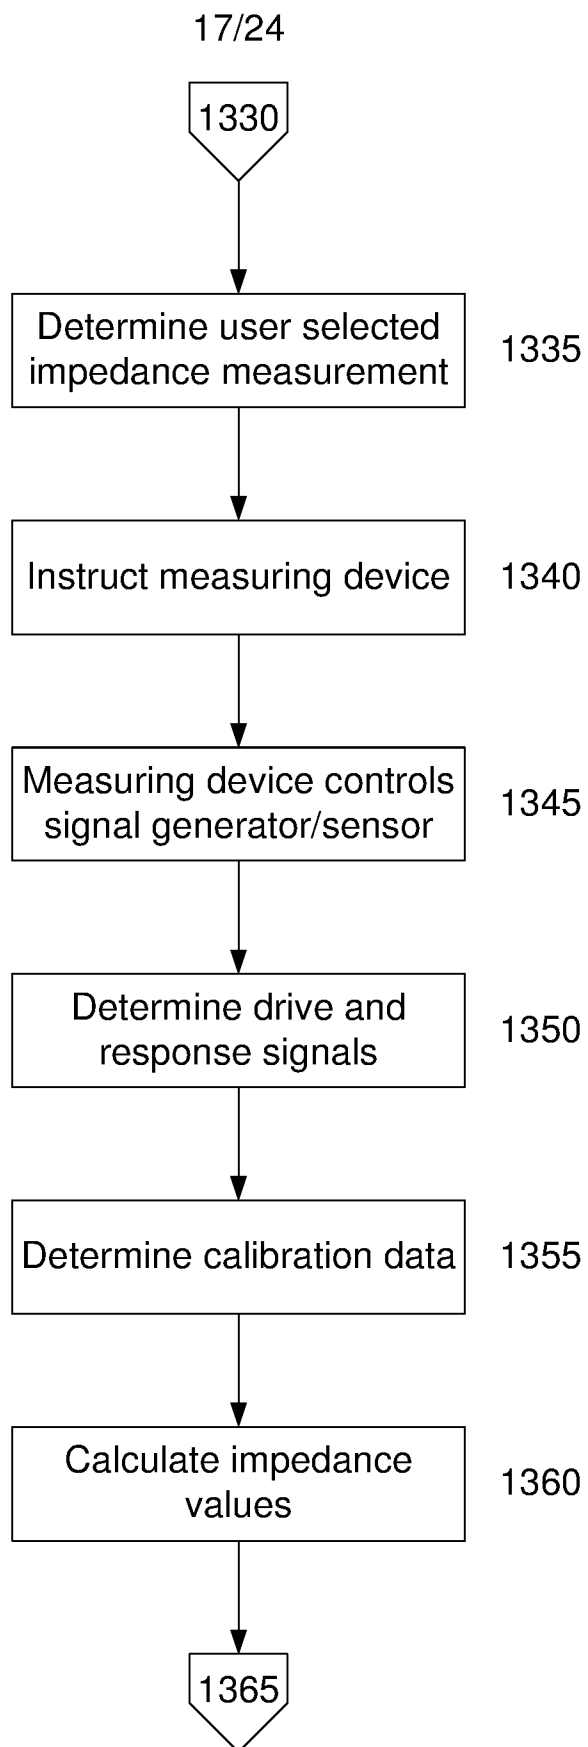 17/24
1330
Determine user selected
impedance measurement
1335
Instruct measuring device
1340
Measuring device controls
signal generator/sensor
1345
Determine drive and
response signals
1350
Determine calibration data
1355
Calculate impedance
values
1360
1365